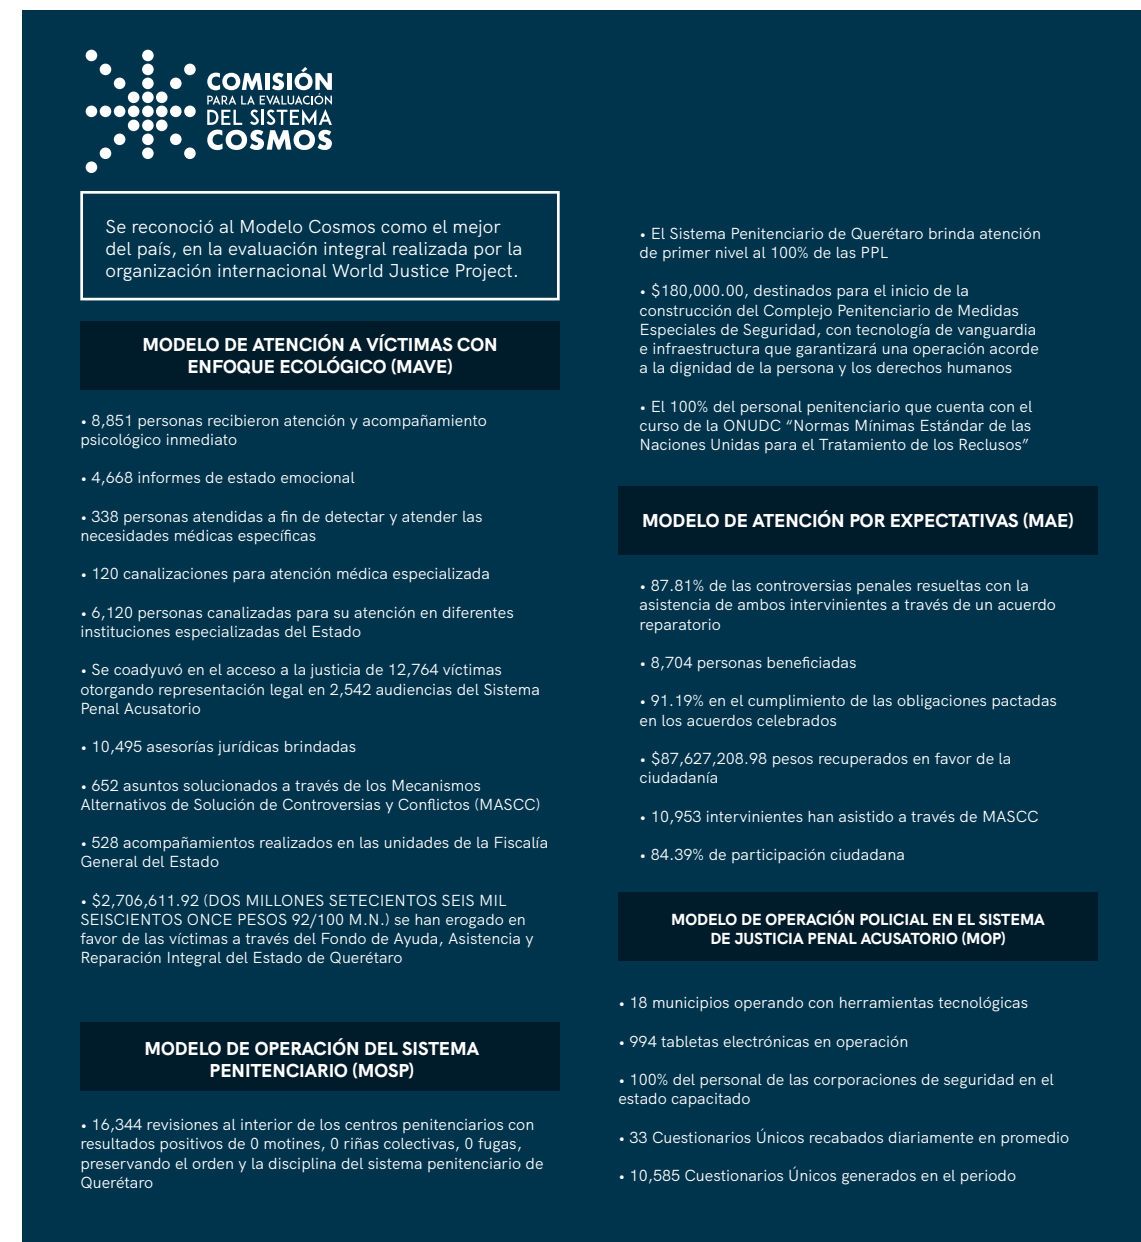 COMISIÓN
PARA LA EVALUACIÓN
DEL SISTEMA
COSMOS
Se reconoció al Modelo Cosmos como el mejor
del país, en la evaluación integral realizada por la
organización internacional World Justice Project.
MODELO DE ATENCIÓN A VÍCTIMAS CON
ENFOQUE ECOLÓGICO (MAVE)
• 8,851 personas recibieron atención y acompañamiento
psicológico inmediato
• 4,668 informes de estado emocional
• 338 personas atendidas a fin de detectar y atender las
necesidades médicas específicas
• 120 canalizaciones para atención médica especializada
• 6,120 personas canalizadas para su atención en diferentes
instituciones especializadas del Estado
• Se coadyuvó en el acceso a la justicia de 12,764 víctimas
otorgando representación legal en 2,542 audiencias del Sistema
Penal Acusatorio
• 10,495 asesorías jurídicas brindadas
• 652 asuntos solucionados a través de los Mecanismos
Alternativos de Solución de Controversias y Conflictos (MASCC)
• 528 acompañamientos realizados en las unidades de la Fiscalía
General del Estado
• $2,706,611.92 (DOS MILLONES SETECIENTOS SEIS MIL
SEISCIENTOS ONCE PESOS 92/100 M.N.) se han erogado en
favor de las víctimas a través del Fondo de Ayuda, Asistencia y
Reparación Integral del Estado de Querétaro
MODELO DE OPERACIÓN DEL SISTEMA
PENITENCIARIO (MOSP)
• 16,344 revisiones al interior de los centros penitenciarios con
resultados positivos de 0 motines, 0 riñas colectivas, 0 fugas,
preservando el orden y la disciplina del sistema penitenciario de
Querétaro
• El Sistema Penitenciario de Querétaro brinda atención
de primer nivel al 100% de las PPL
• $180,000.00, destinados para el inicio de la
construcción del Complejo Penitenciario de Medidas
Especiales de Seguridad, con tecnología de vanguardia
e infraestructura que garantizará una operación acorde
a la dignidad de la persona y los derechos humanos
• El 100% del personal penitenciario que cuenta con el
curso de la ONUDC “Normas Mínimas Estándar de las
Naciones Unidas para el Tratamiento de los Reclusos”
MODELO DE ATENCIÓN POR EXPECTATIVAS (MAE)
• 87.81% de las controversias penales resueltas con la
asistencia de ambos intervinientes a través de un acuerdo
reparatorio
• 8,704 personas beneficiadas
• 91.19% en el cumplimiento de las obligaciones pactadas
en los acuerdos celebrados
• $87,627,208.98 pesos recuperados en favor de la
ciudadanía
• 10,953 intervinientes han asistido a través de MASCC
• 84.39% de participación ciudadana
MODELO DE OPERACIÓN POLICIAL EN EL SISTEMA
DE JUSTICIA PENAL ACUSATORIO (MOP)
• 18 municipios operando con herramientas tecnológicas
• 994 tabletas electrónicas en operación
• 100% del personal de las corporaciones de seguridad en el
estado capacitado
• 33 Cuestionarios Únicos recabados diariamente en promedio
• 10,585 Cuestionarios Únicos generados en el periodo